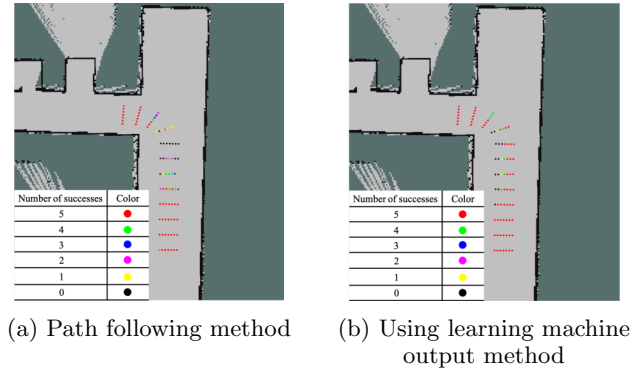 Number of successes Color
5
4
3
2
1
0
Number of successes Color
5
4
3
2
1
0
(a) Path following method
(b) Using learning machine
output method